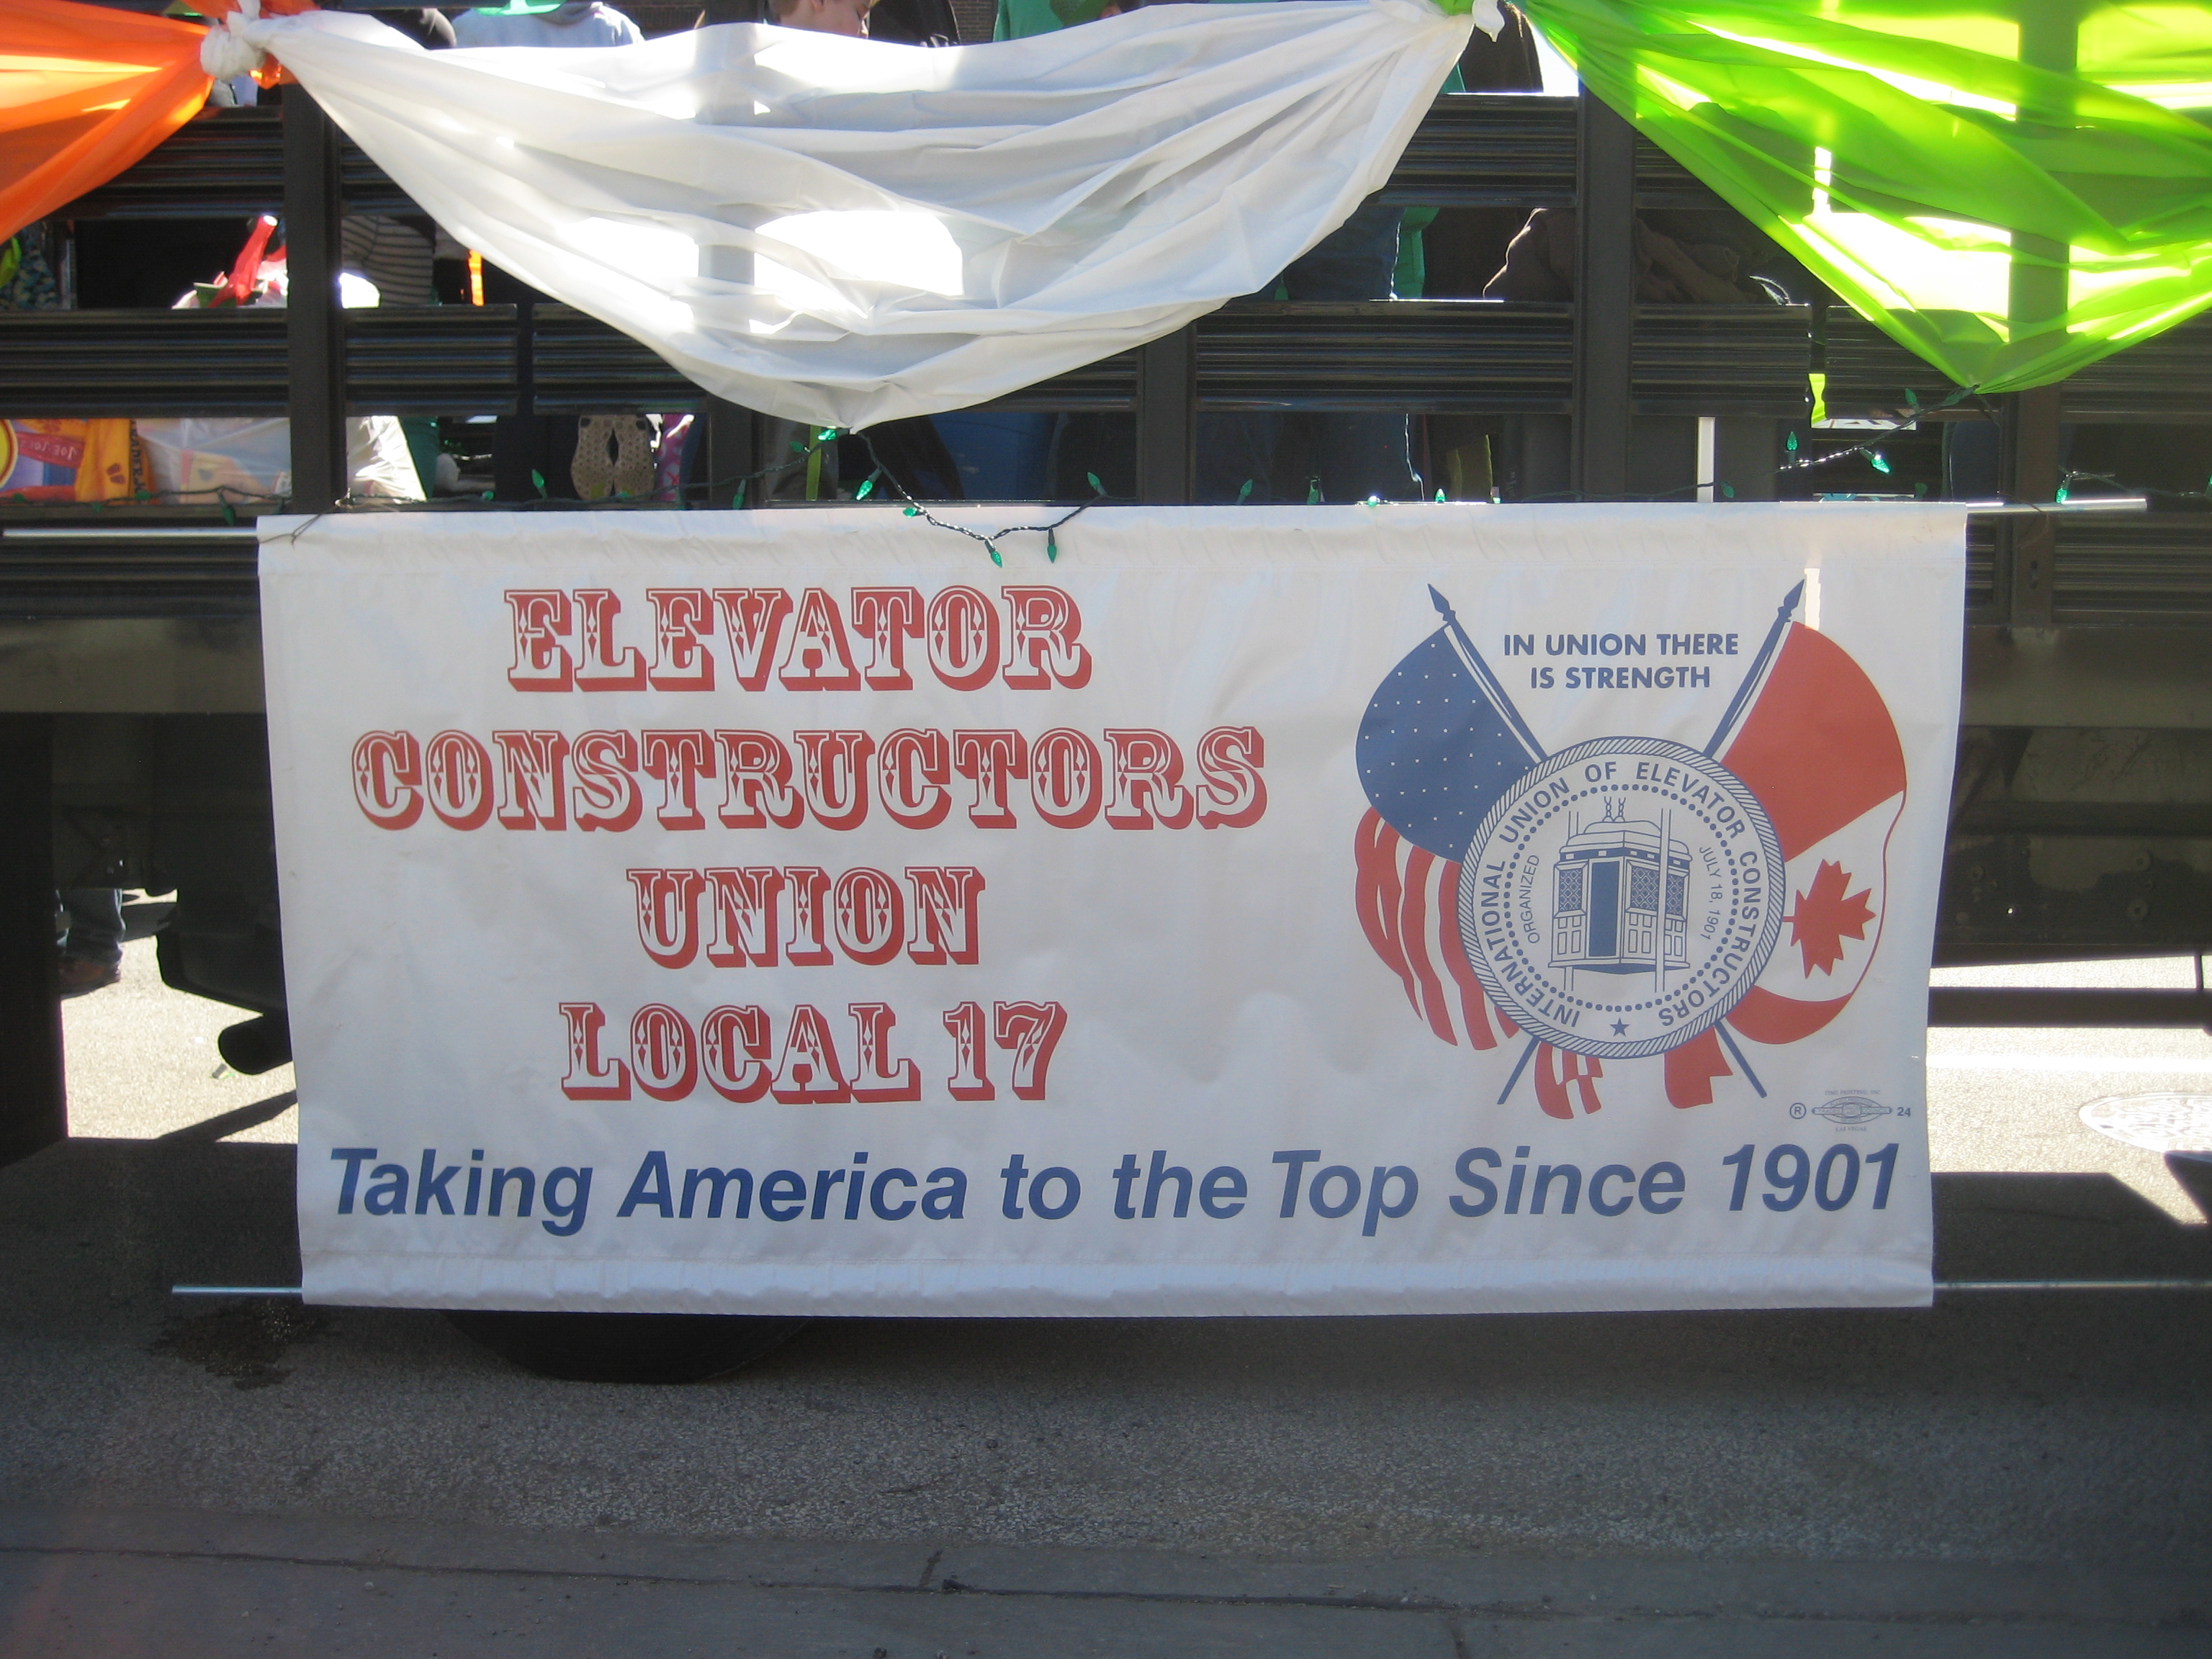 ELEVATOR
CONSTRUCTORS
UNION
LOCAL 17
IN UNION THERE
IS STRENGTH
INTERNATIONAL UNION OF ELEVATOR CONSTRUCTORS
ORGANIZED
JULY 18, 1901
® 24
Taking America to the Top Since 1901